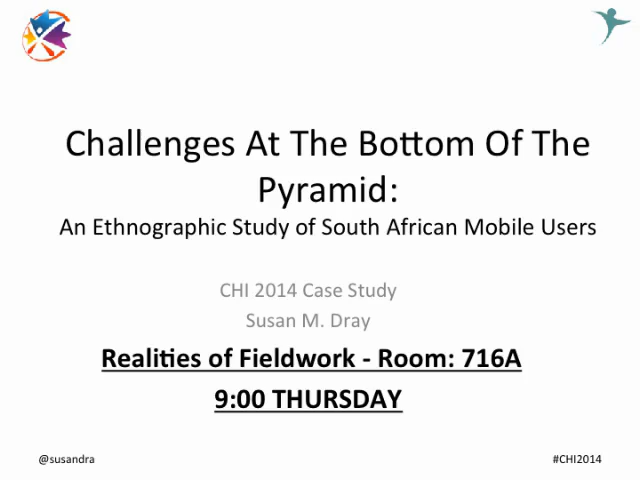 Challenges At The Bottom Of The
Pyramid:
An Ethnographic Study of South African Mobile Users
CHI 2014 Case Study
Susan M. Dray
Realities of Fieldwork - Room: 716A
9:00 THURSDAY
@susandra
#CHI2014